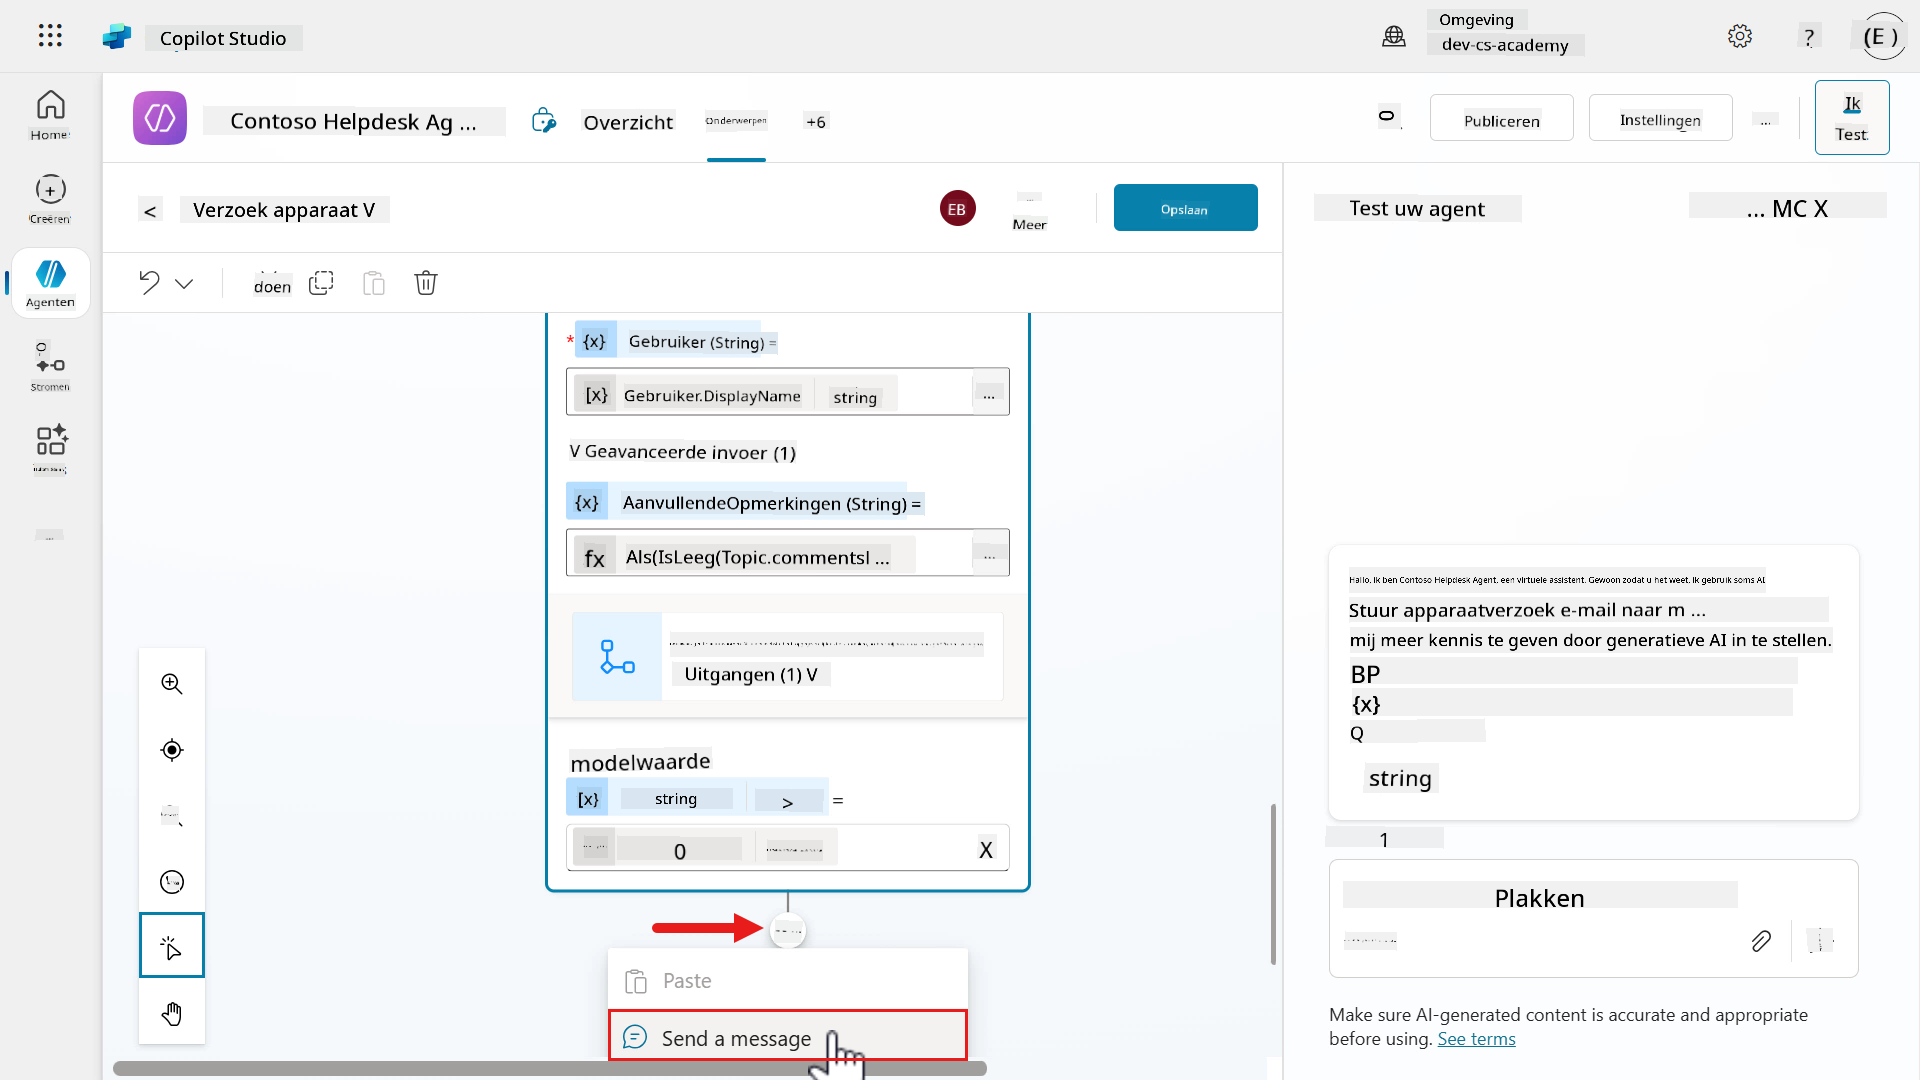 Copilot Studio
Omgeving
dev-cs-academy
?
(E )
Home
Creëren
Agenten
Stromen
...
Contoso Helpdesk Ag ...
Overzicht
Onderwerpen
+6
Publiceren
Instellingen
...
Ik
Test
<
Verzoek apparaat V
EB
...
Meer
Opslaan
doen
* {x} Gebruiker (String) =
[x} Gebruiker.DisplayName
string
...
V Geavanceerde invoer (1)
{x} AanvullendeOpmerkingen (String) =
fx Als(IsLeeg(Topic.commentsl ...
...
Uitgangen (1) V
modelwaarde
[x} string > =
0
X
Paste
Send a message
Test uw agent
... MC X
Hallo, Ik ben Contoso Helpdesk Agent, een virtuele assistent. Gewoon zodat u het weet, Ik gebruik soms AI
Stuur apparaatverzoek e-mail naar m ...
mij meer kennis te geven door generatieve AI in te stellen.
BP
{x}
Q
string
1
Plakken
Make sure AI-generated content is accurate and appropriate
before using. See terms